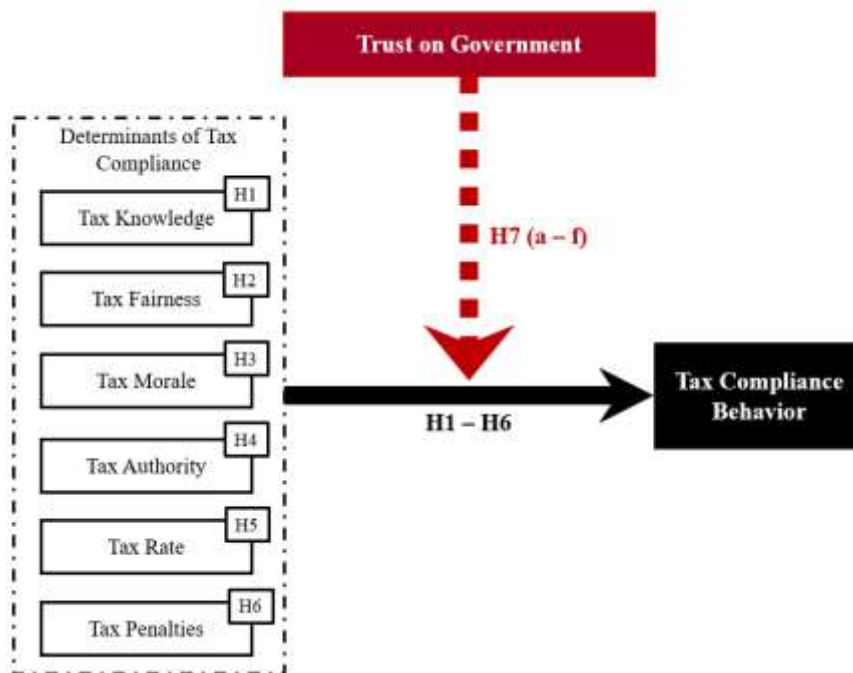 Trust on Government
Determinants of Tax
Compliance
H1
Tax Knowledge
H2
Tax Fairness
H3
Tax Morale
H4
Tax Authority
H5
Tax Rate
H6
Tax Penalties
H7 (a – f)
H1 – H6
Tax Compliance
Behavior